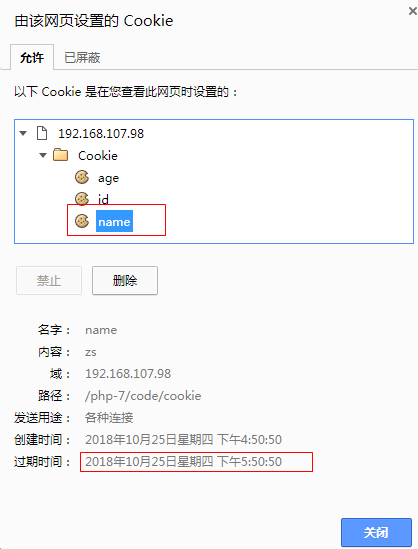 由该网页设置的 Cookie
允许 已屏蔽
以下 Cookie 是在您查看此网页时设置的：
192.168.107.98
Cookie
age
id
name
禁止 删除
名字： name
内容： zs
域： 192.168.107.98
路径： /php-7/code/cookie
发送用途： 各种连接
创建时间： 2018年10月25日星期四 下午4:50:50
过期时间： 2018年10月25日星期四 下午5:50:50
关闭